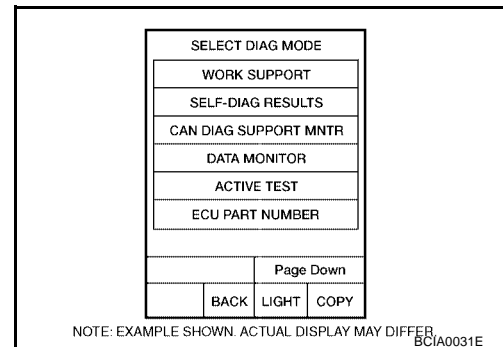 SELECT DIAG MODE
WORK SUPPORT
SELF-DIAG RESULTS
CAN DIAG SUPPORT MNTR
DATA MONITOR
ACTIVE TEST
ECU PART NUMBER
Page Down
BACK LIGHT COPY
NOTE: EXAMPLE SHOWN. ACTUAL DISPLAY MAY DIFFER.
BCIA0031E